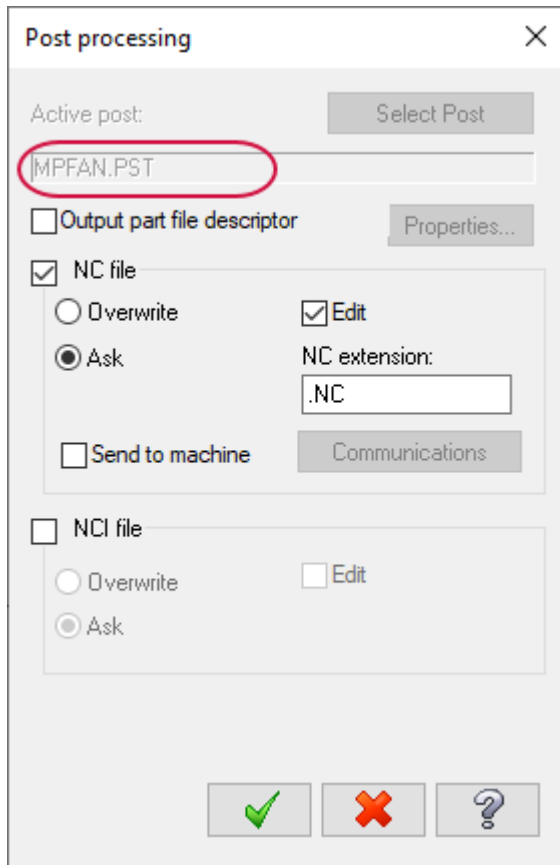 Post processing
Active post:
Select Post
MPFAN.PST
Output part file descriptor
Properties...
NC file
Overwrite
Edit
Ask
NC extension:
.NC
Send to machine
Communications
NCI file
Overwrite
Edit
Ask